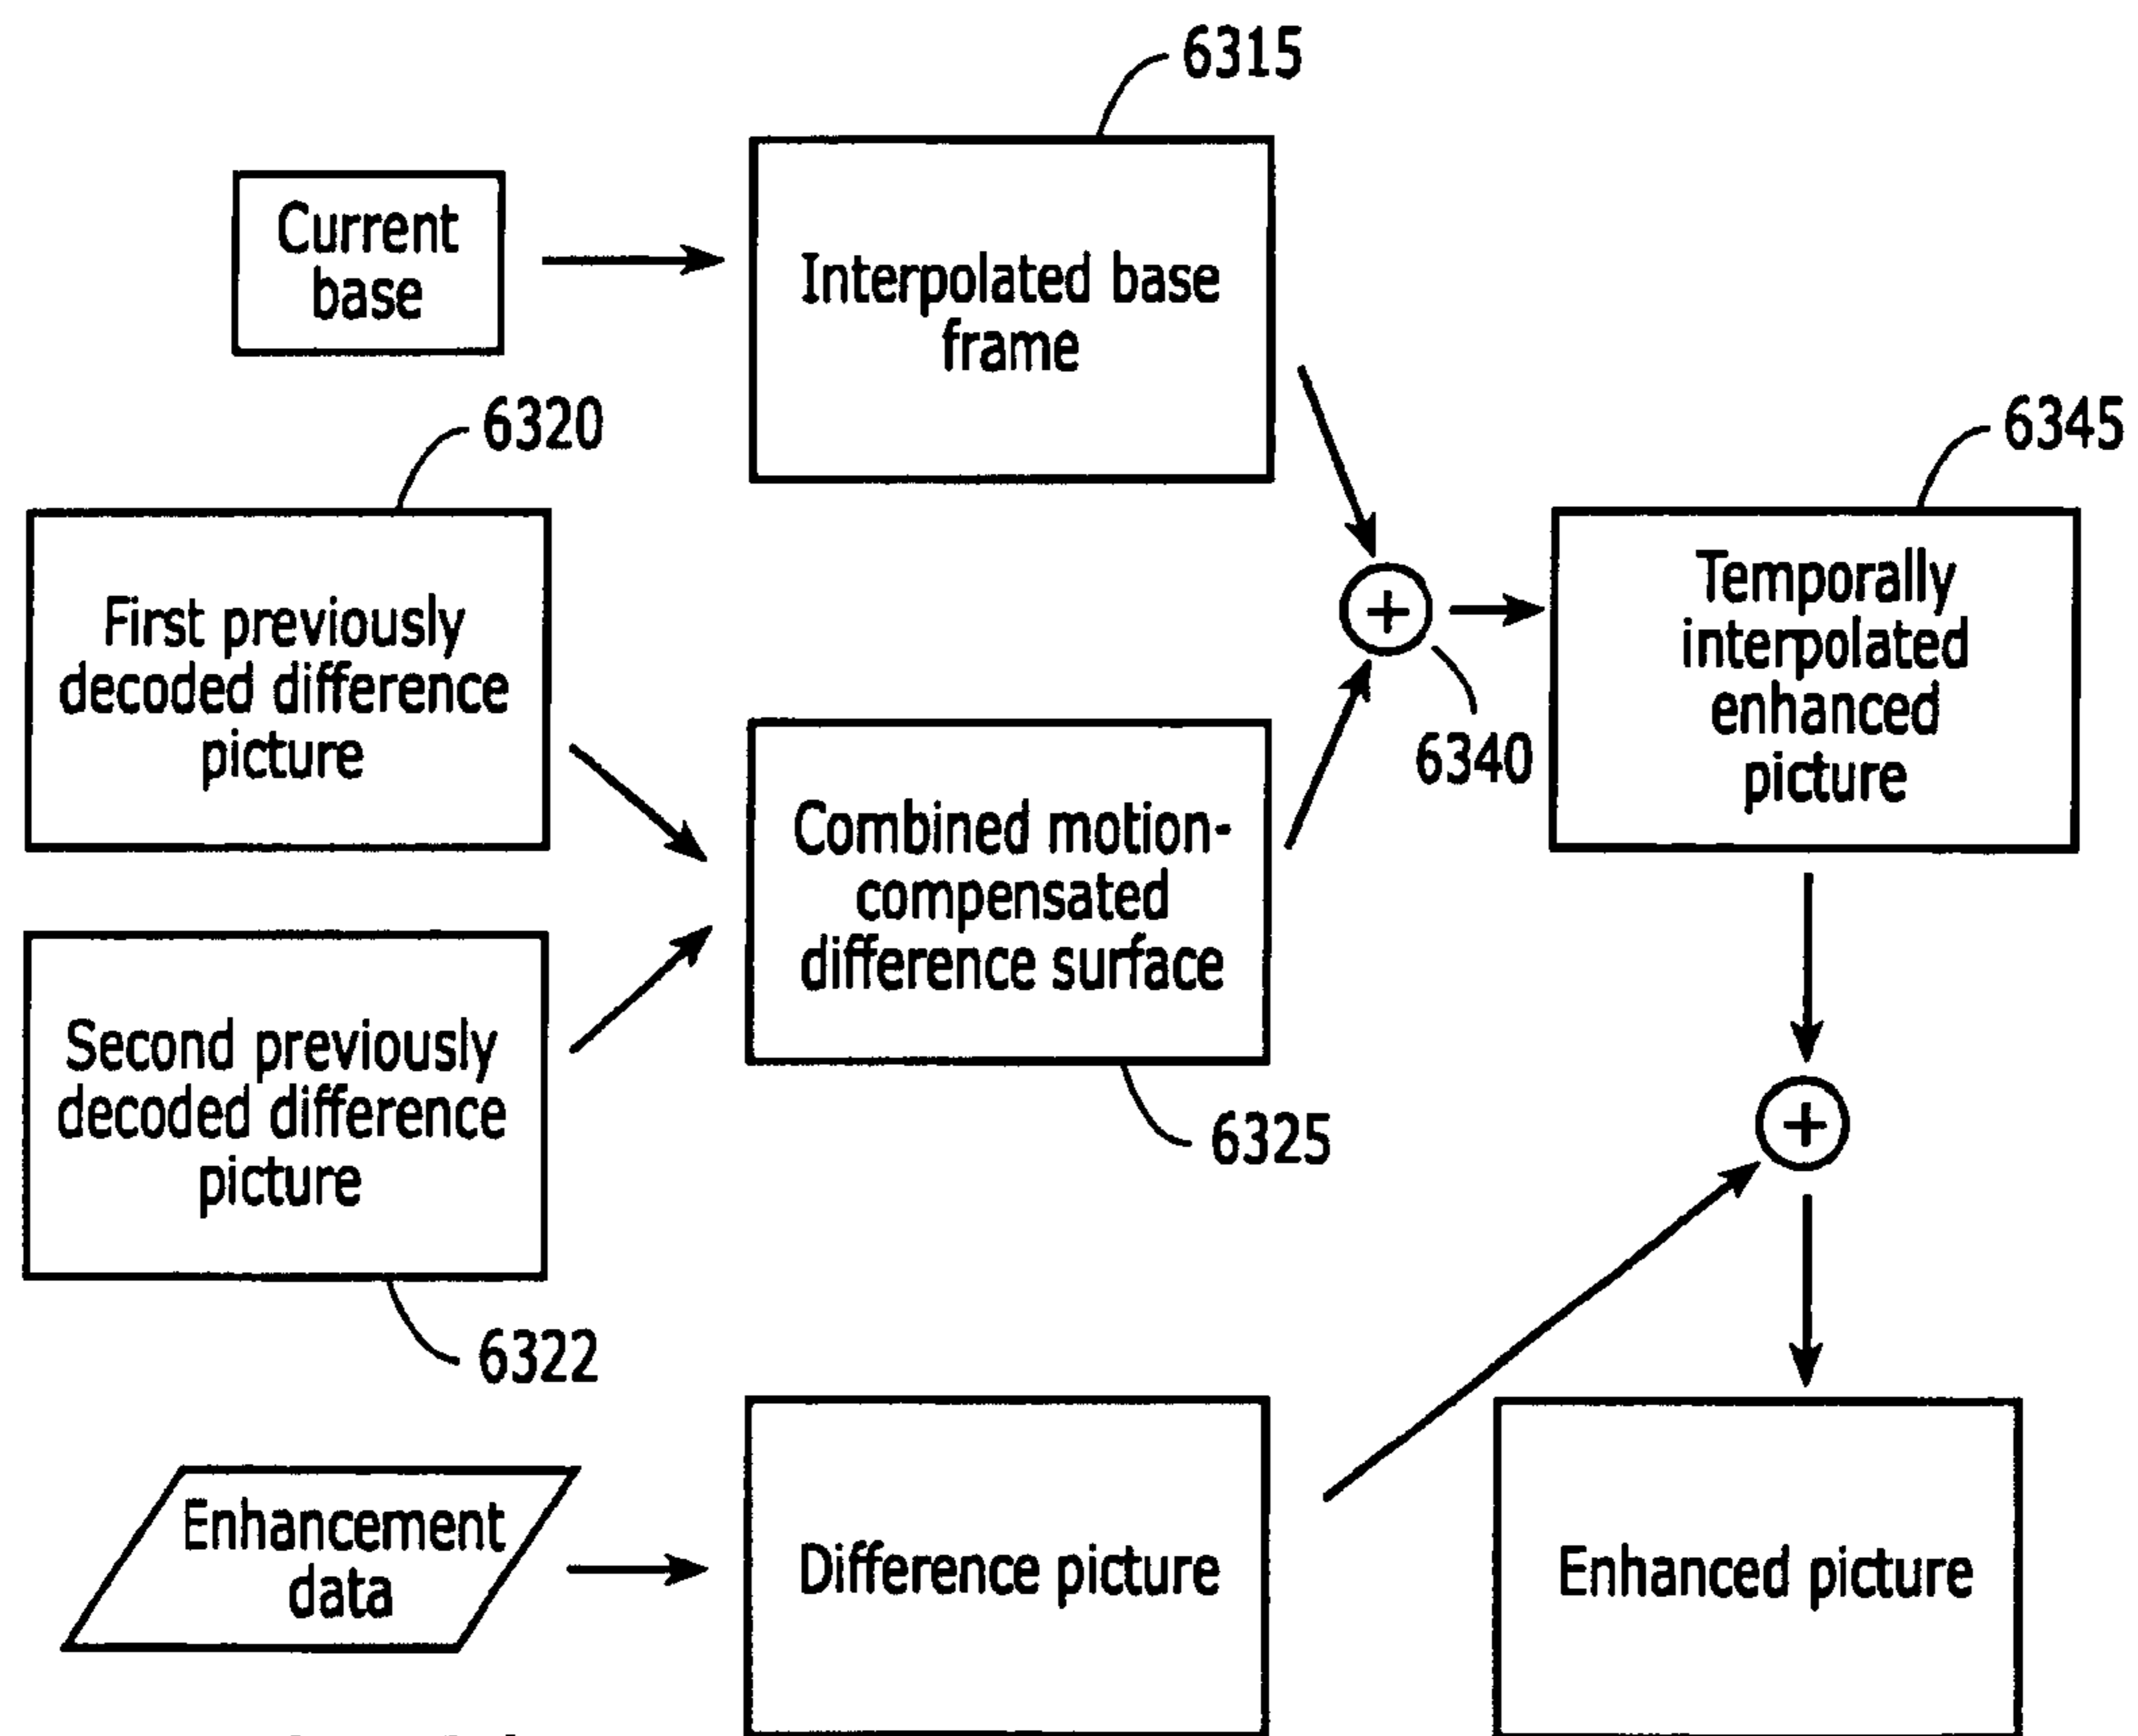 6315
Current
base
Interpolated base
frame
6320
6345
First previously
decoded difference
picture
+
Temporally
interpolated
enhanced
picture
6340
Combined motion-
compensated
difference surface
Second previously
decoded difference
picture
6325
+
6322
Enhancement
data
Difference picture
Enhanced picture